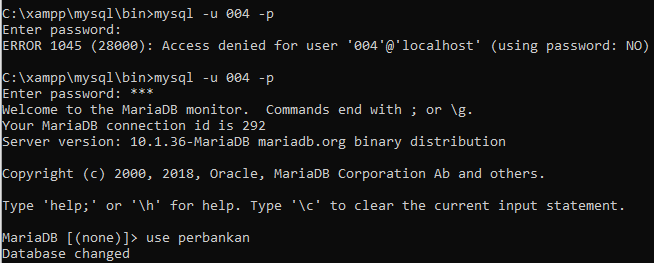 C:\xampp\mysql\bin>mysql -u 004 -p
Enter password:
ERROR 1045 (28000): Access denied for user '004'@'localhost' (using password: NO)
C:\xampp\mysql\bin>mysql -u 004 -p
Enter password: ***
Welcome to the MariaDB monitor.  Commands end with ; or \g.
Your MariaDB connection id is 292
Server version: 10.1.36-MariaDB mariadb.org binary distribution
Copyright (c) 2000, 2018, Oracle, MariaDB Corporation Ab and others.
Type 'help;' or '\h' for help. Type '\c' to clear the current input statement.
MariaDB [(none)]> use perbankan
Database changed